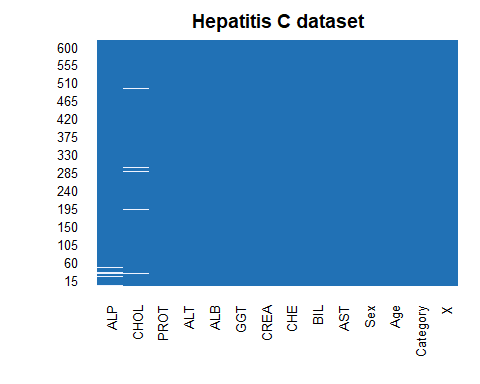 Hepatitis C dataset
600
555
510
465
420
375
330
285
240
195
150
105
60
15
ALP
CHOL
PROT
ALT
ALB
GGT
CREA
CHE
BIL
AST
Sex
Age
Category
X